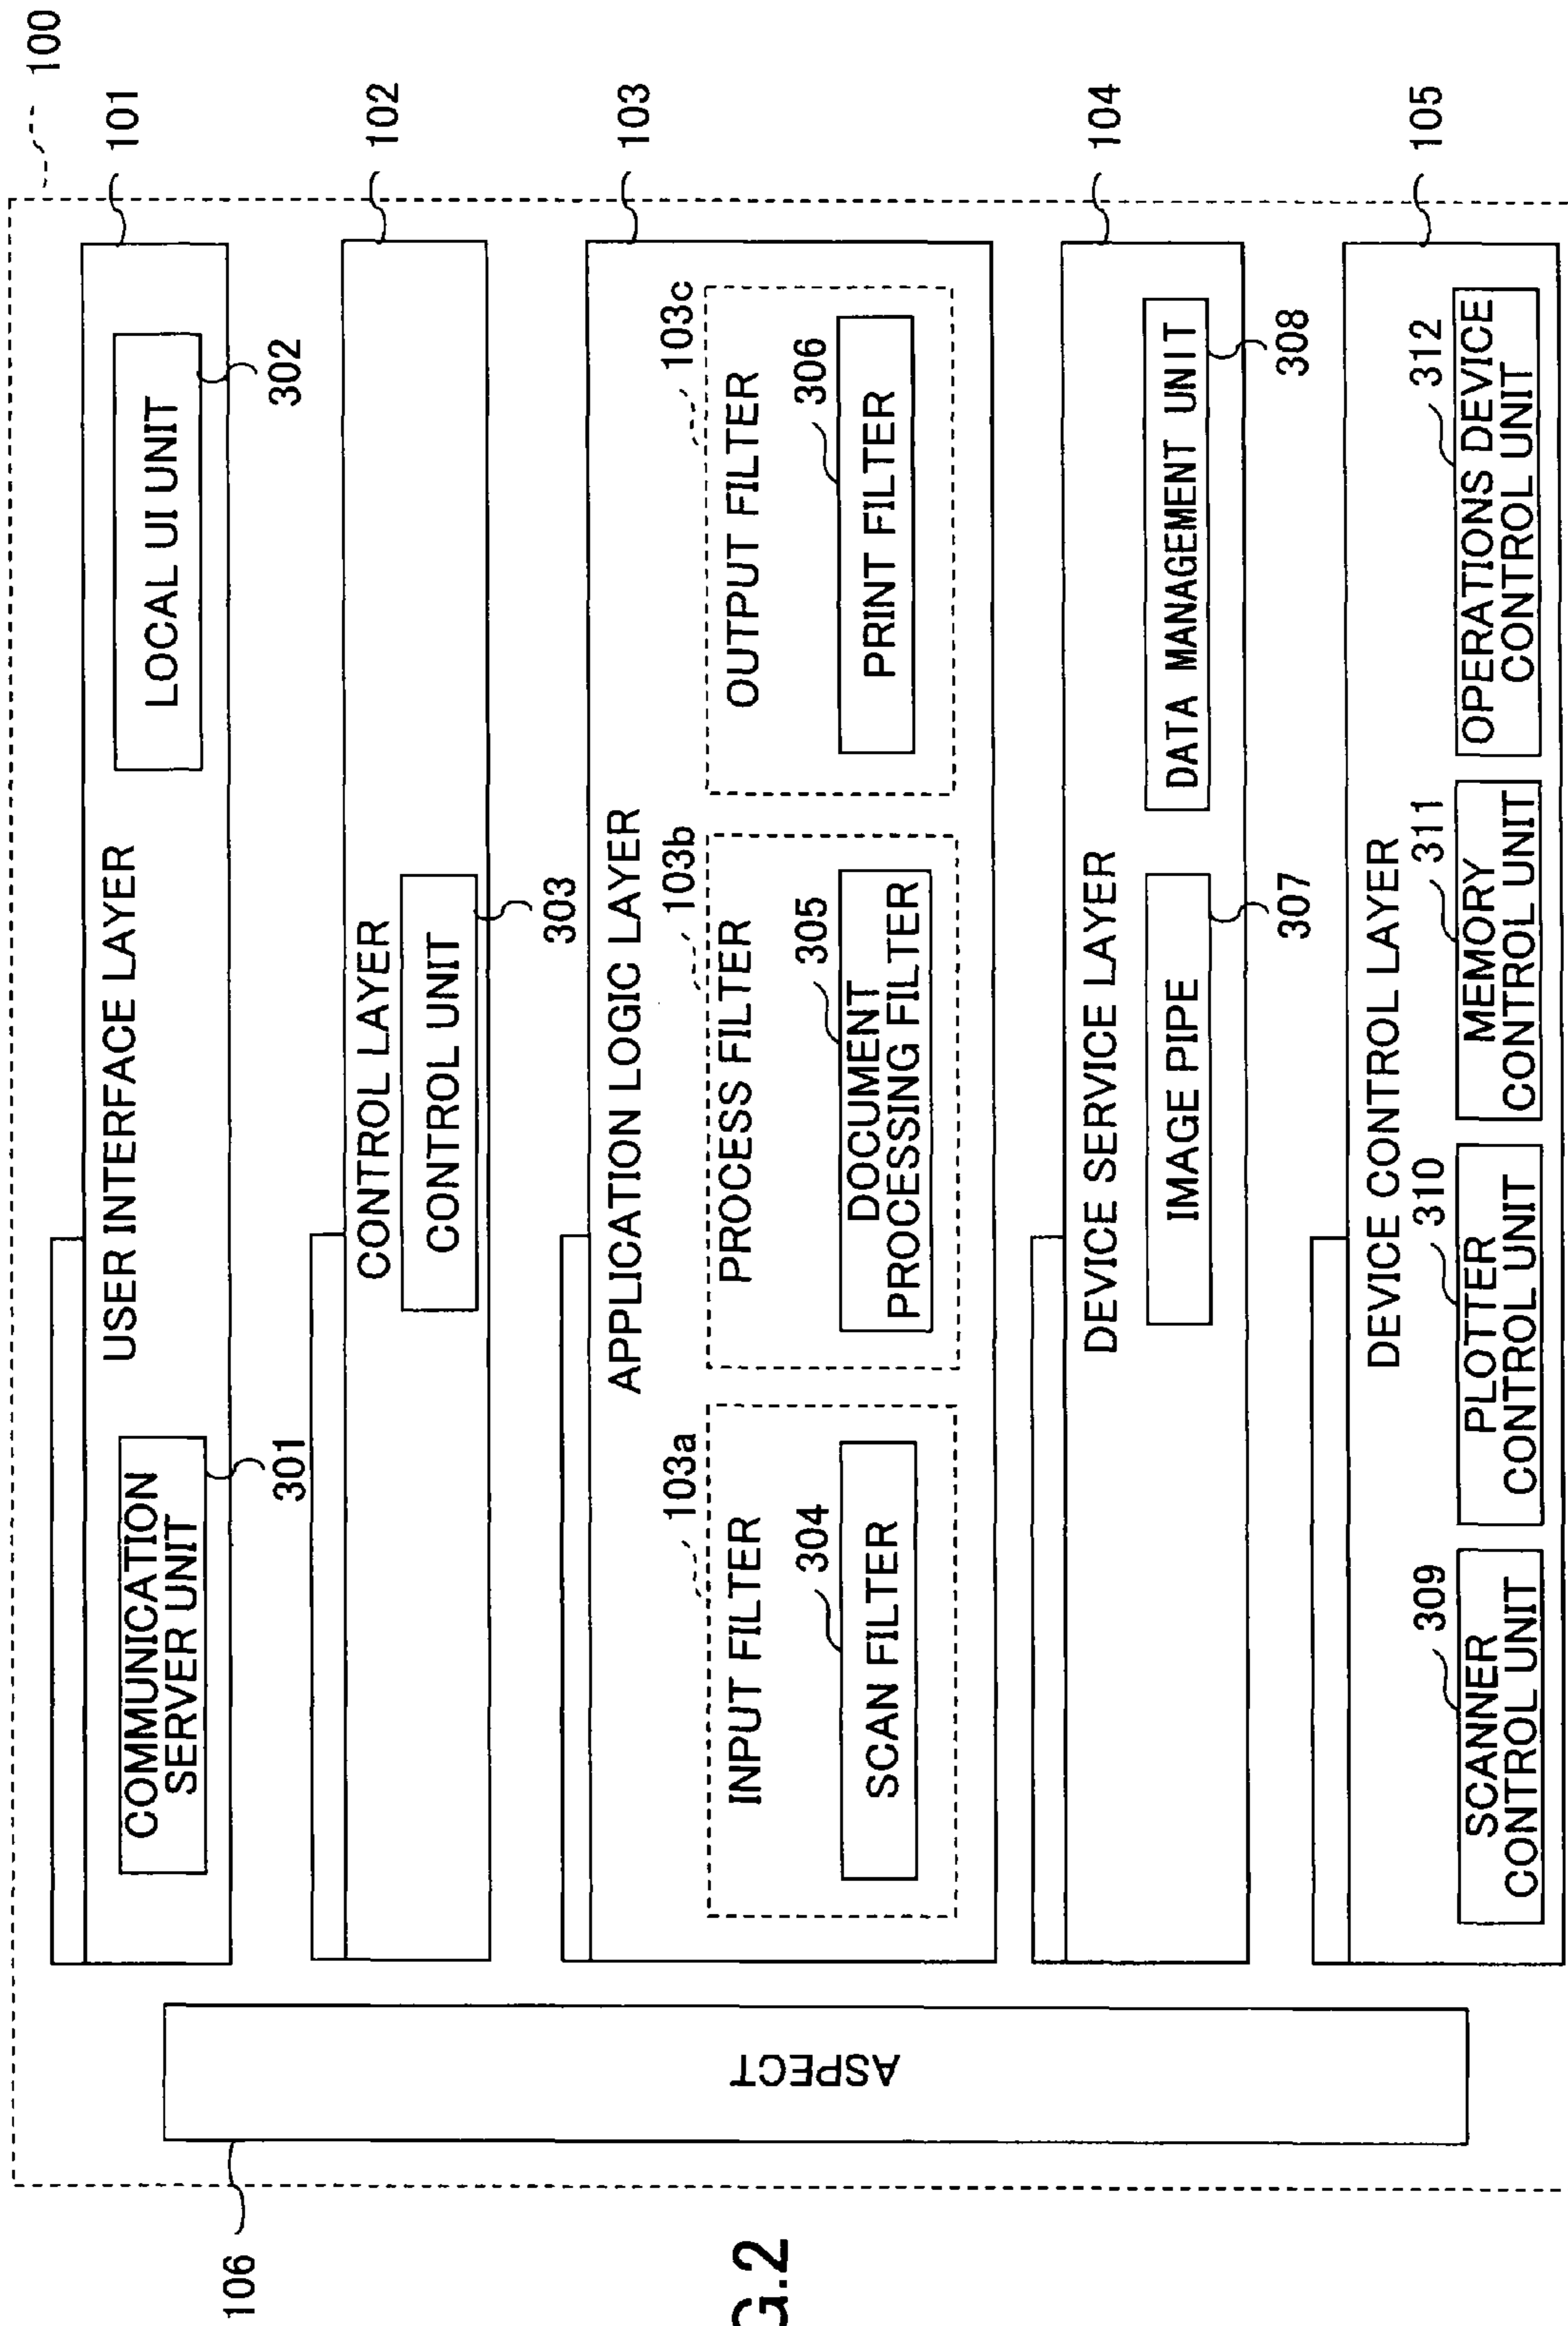 100
USER INTERFACE LAYER
101
COMMUNICATION
SERVER UNIT
301
LOCAL UI UNIT
302
CONTROL LAYER
102
CONTROL UNIT
303
APPLICATION LOGIC LAYER
103
INPUT FILTER
103a
SCAN FILTER
304
PROCESS FILTER
103b
DOCUMENT
PROCESSING FILTER
305
OUTPUT FILTER
103c
PRINT FILTER
306
DEVICE SERVICE LAYER
104
IMAGE PIPE
307
DATA MANAGEMENT UNIT
308
DEVICE CONTROL LAYER
105
SCANNER
CONTROL UNIT
309
PLOTTER
CONTROL UNIT
310
MEMORY
CONTROL UNIT
311
OPERATIONS DEVICE
CONTROL UNIT
312
ASPECT
106
G.2